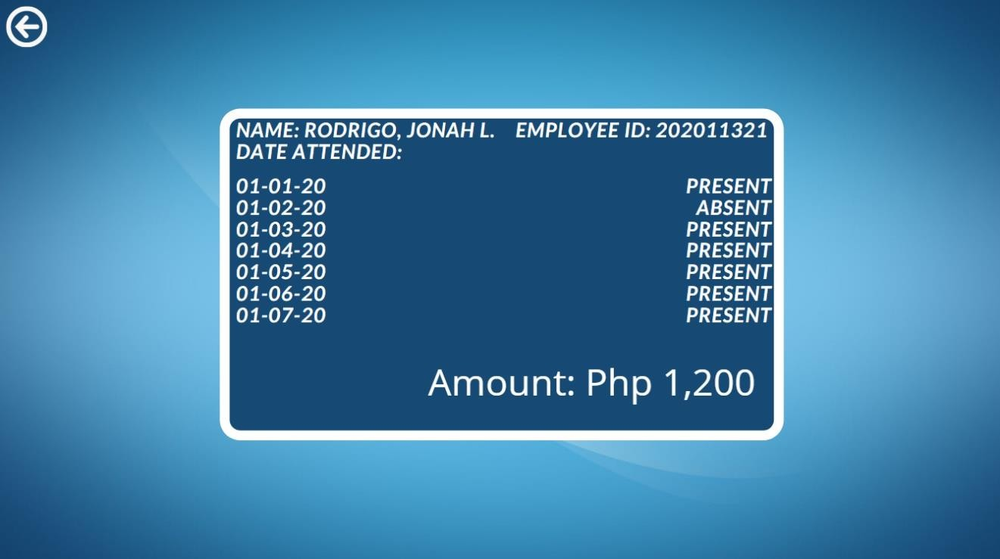 NAME: RODRIGO, JONAH L. EMPLOYEE ID: 202011321
DATE ATTENDED:
01-01-20 PRESENT
01-02-20 ABSENT
01-03-20 PRESENT
01-04-20 PRESENT
01-05-20 PRESENT
01-06-20 PRESENT
01-07-20 PRESENT
Amount: Php 1,200